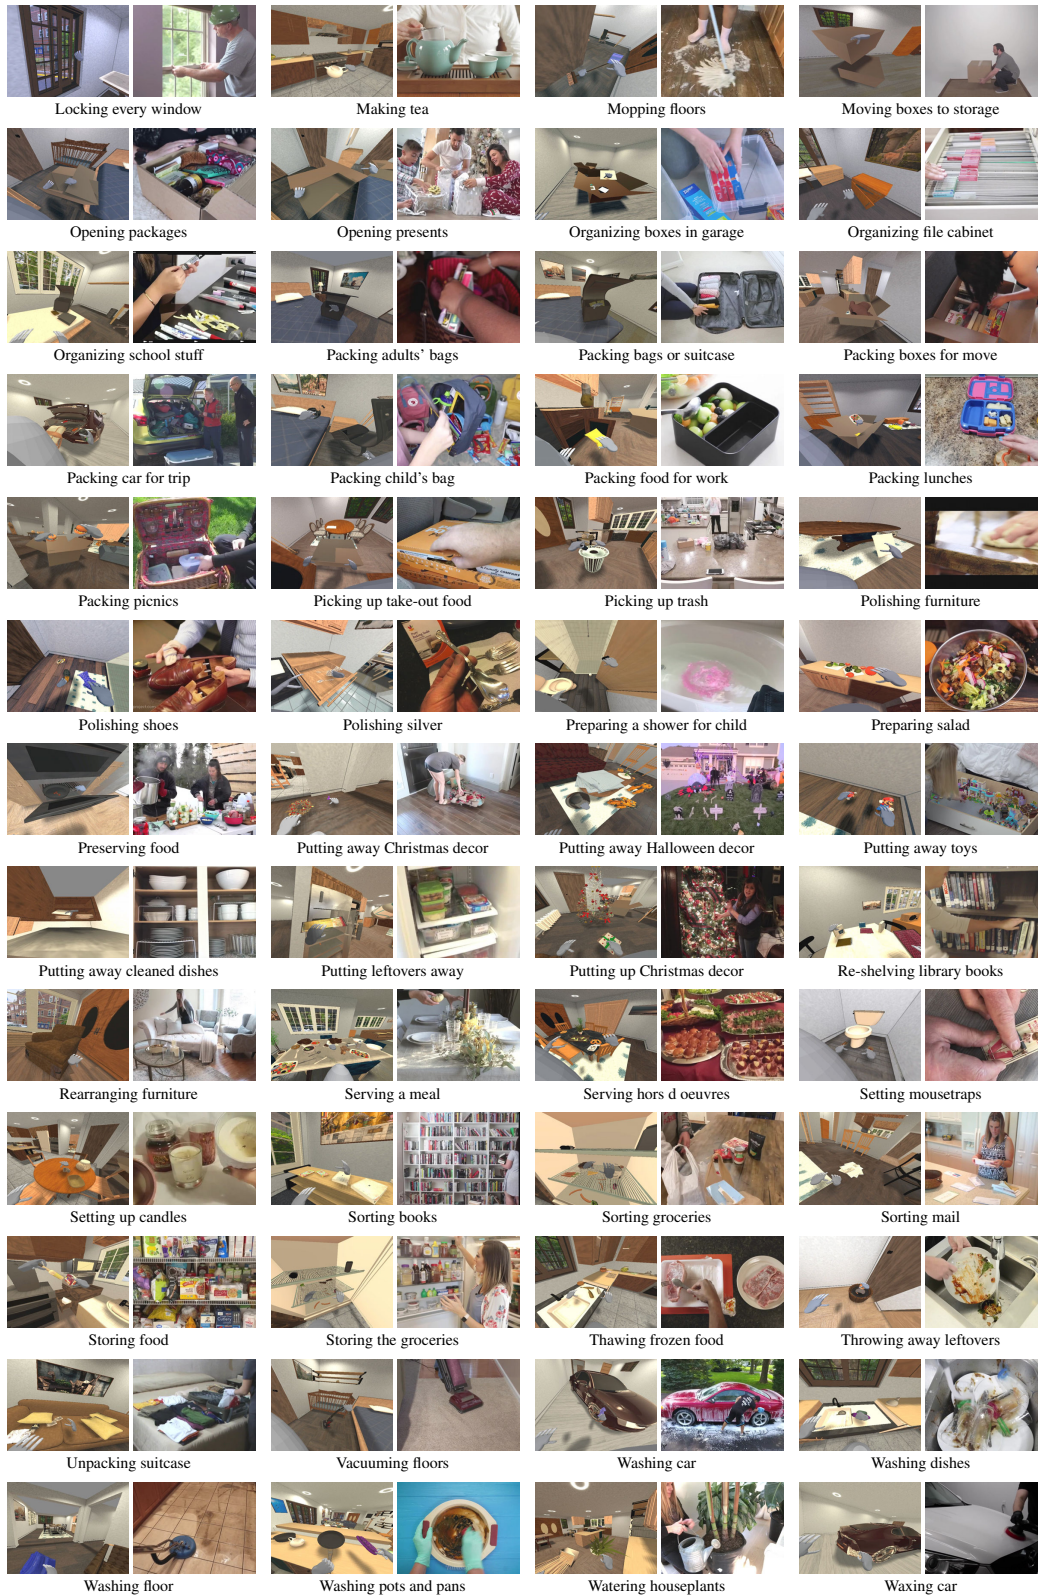 Locking every window
Making tea
Mopping floors
Moving boxes to storage
Opening packages
Opening presents
Organizing boxes in garage
Organizing file cabinet
Organizing school stuff
Packing adults' bags
Packing bags or suitcase
Packing boxes for move
Packing car for trip
Packing child's bag
Packing food for work
Packing lunches
Packing picnics
Picking up take-out food
Picking up trash
Polishing furniture
Polishing shoes
Polishing silver
Preparing a shower for child
Preparing salad
Preserving food
Putting away Christmas decor
Putting away Halloween decor
Putting away toys
Putting away cleaned dishes
Putting leftovers away
Putting up Christmas decor
Re-shelving library books
Rearranging furniture
Serving a meal
Serving hors d oeuvres
Setting mousetraps
Setting up candles
Sorting books
Sorting groceries
Sorting mail
Storing food
Storing the groceries
Thawing frozen food
Throwing away leftovers
Unpacking suitcase
Vacuuming floors
Washing car
Washing dishes
Washing floor
Washing pots and pans
Watering houseplants
Waxing car